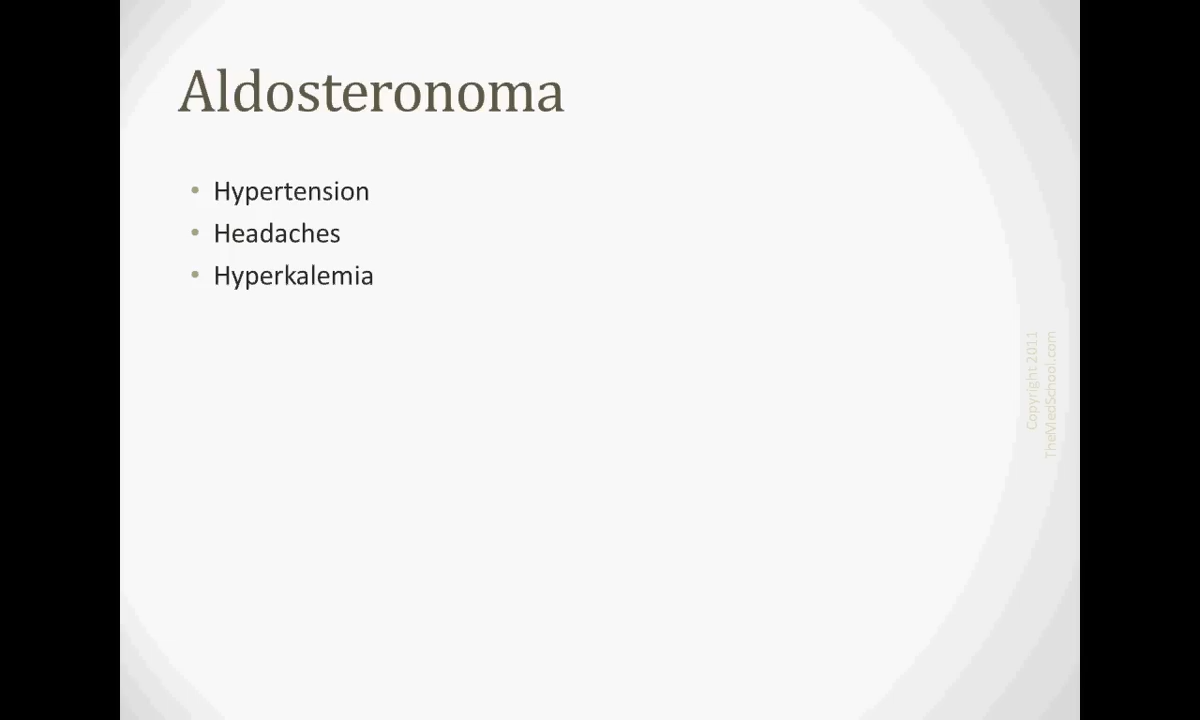 Aldosteronoma
• Hypertension
• Headaches
• Hyperkalemia
Copyright 2011
TheMedSchool.com